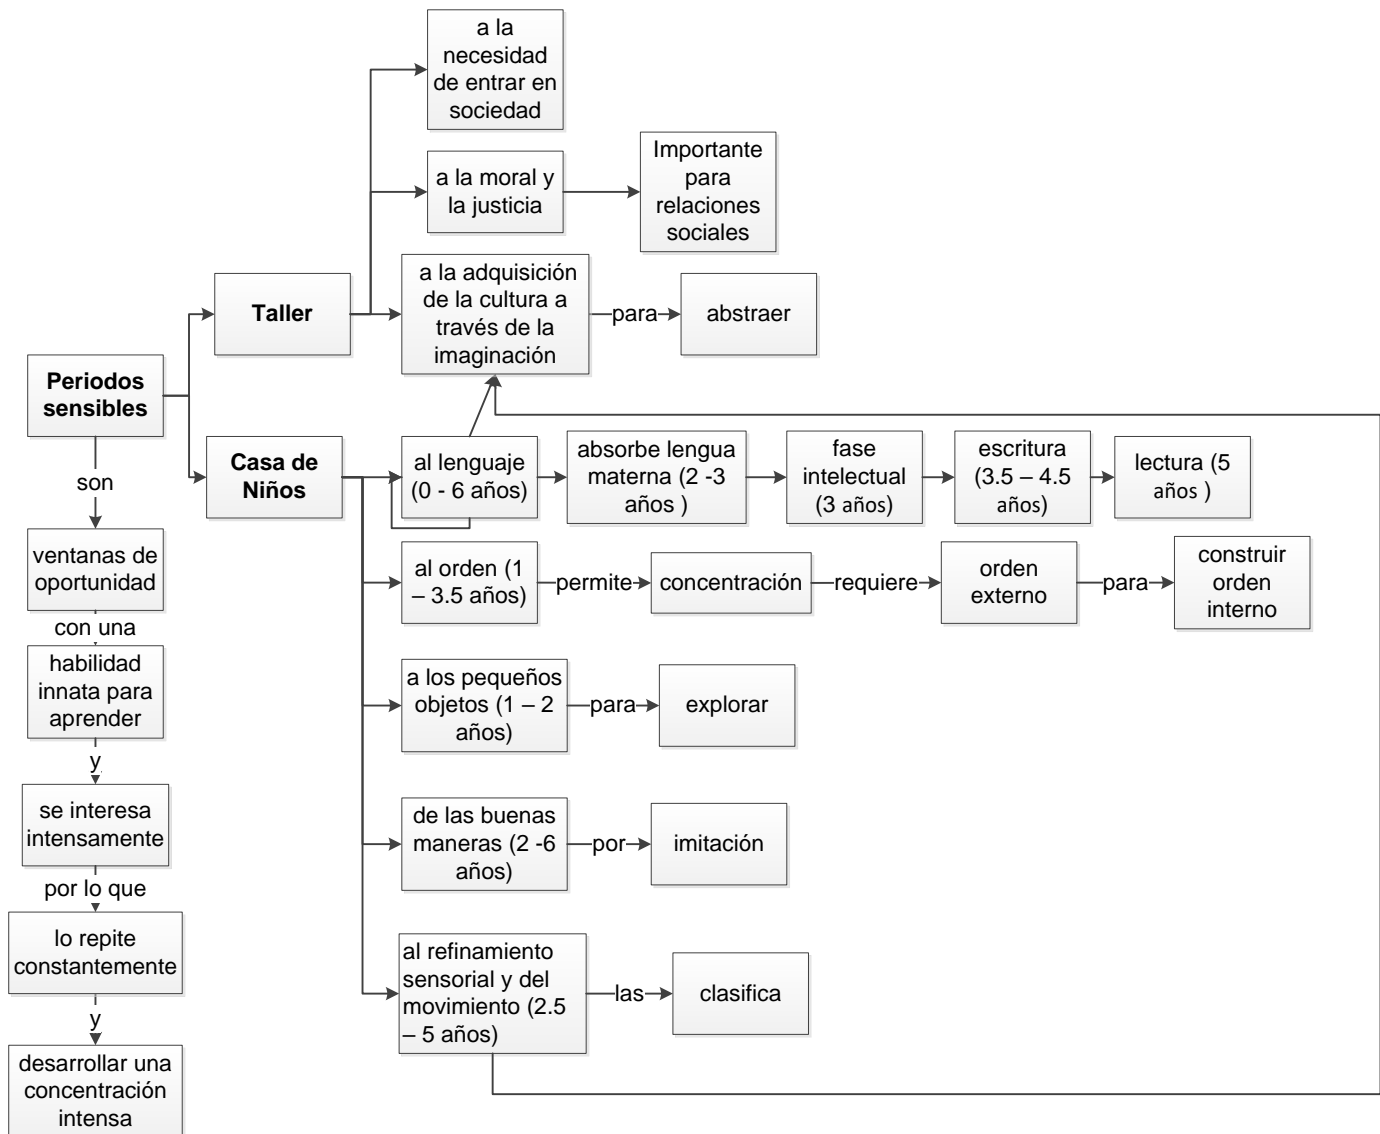 a la
necesidad
de entrar en
sociedad
a la moral y
la justicia
Importante
para
relaciones
sociales
Taller
a la adquisición
de la cultura a
través de la
imaginación
para
abstraer
Periodos
sensibles
son
ventanas de
oportunidad
con una
habilidad
innata para
aprender
y
se interesa
intensamente
por lo que
lo repite
constantemente
y
desarrollar una
concentración
intensa
Casa de
Niños
al lenguaje
(0 - 6 años)
absorbe lengua
materna (2 -3
años )
fase
intelectual
(3 años)
escritura
(3.5 – 4.5
años)
lectura (5
años )
al orden (1
– 3.5 años)
permite
concentración
requiere
orden
externo
para
construir
orden
interno
a los pequeños
objetos (1 – 2
años)
para
explorar
de las buenas
maneras (2 -6
años)
por
imitación
al refinamiento
sensorial y del
movimiento (2.5
– 5 años)
las
clasifica